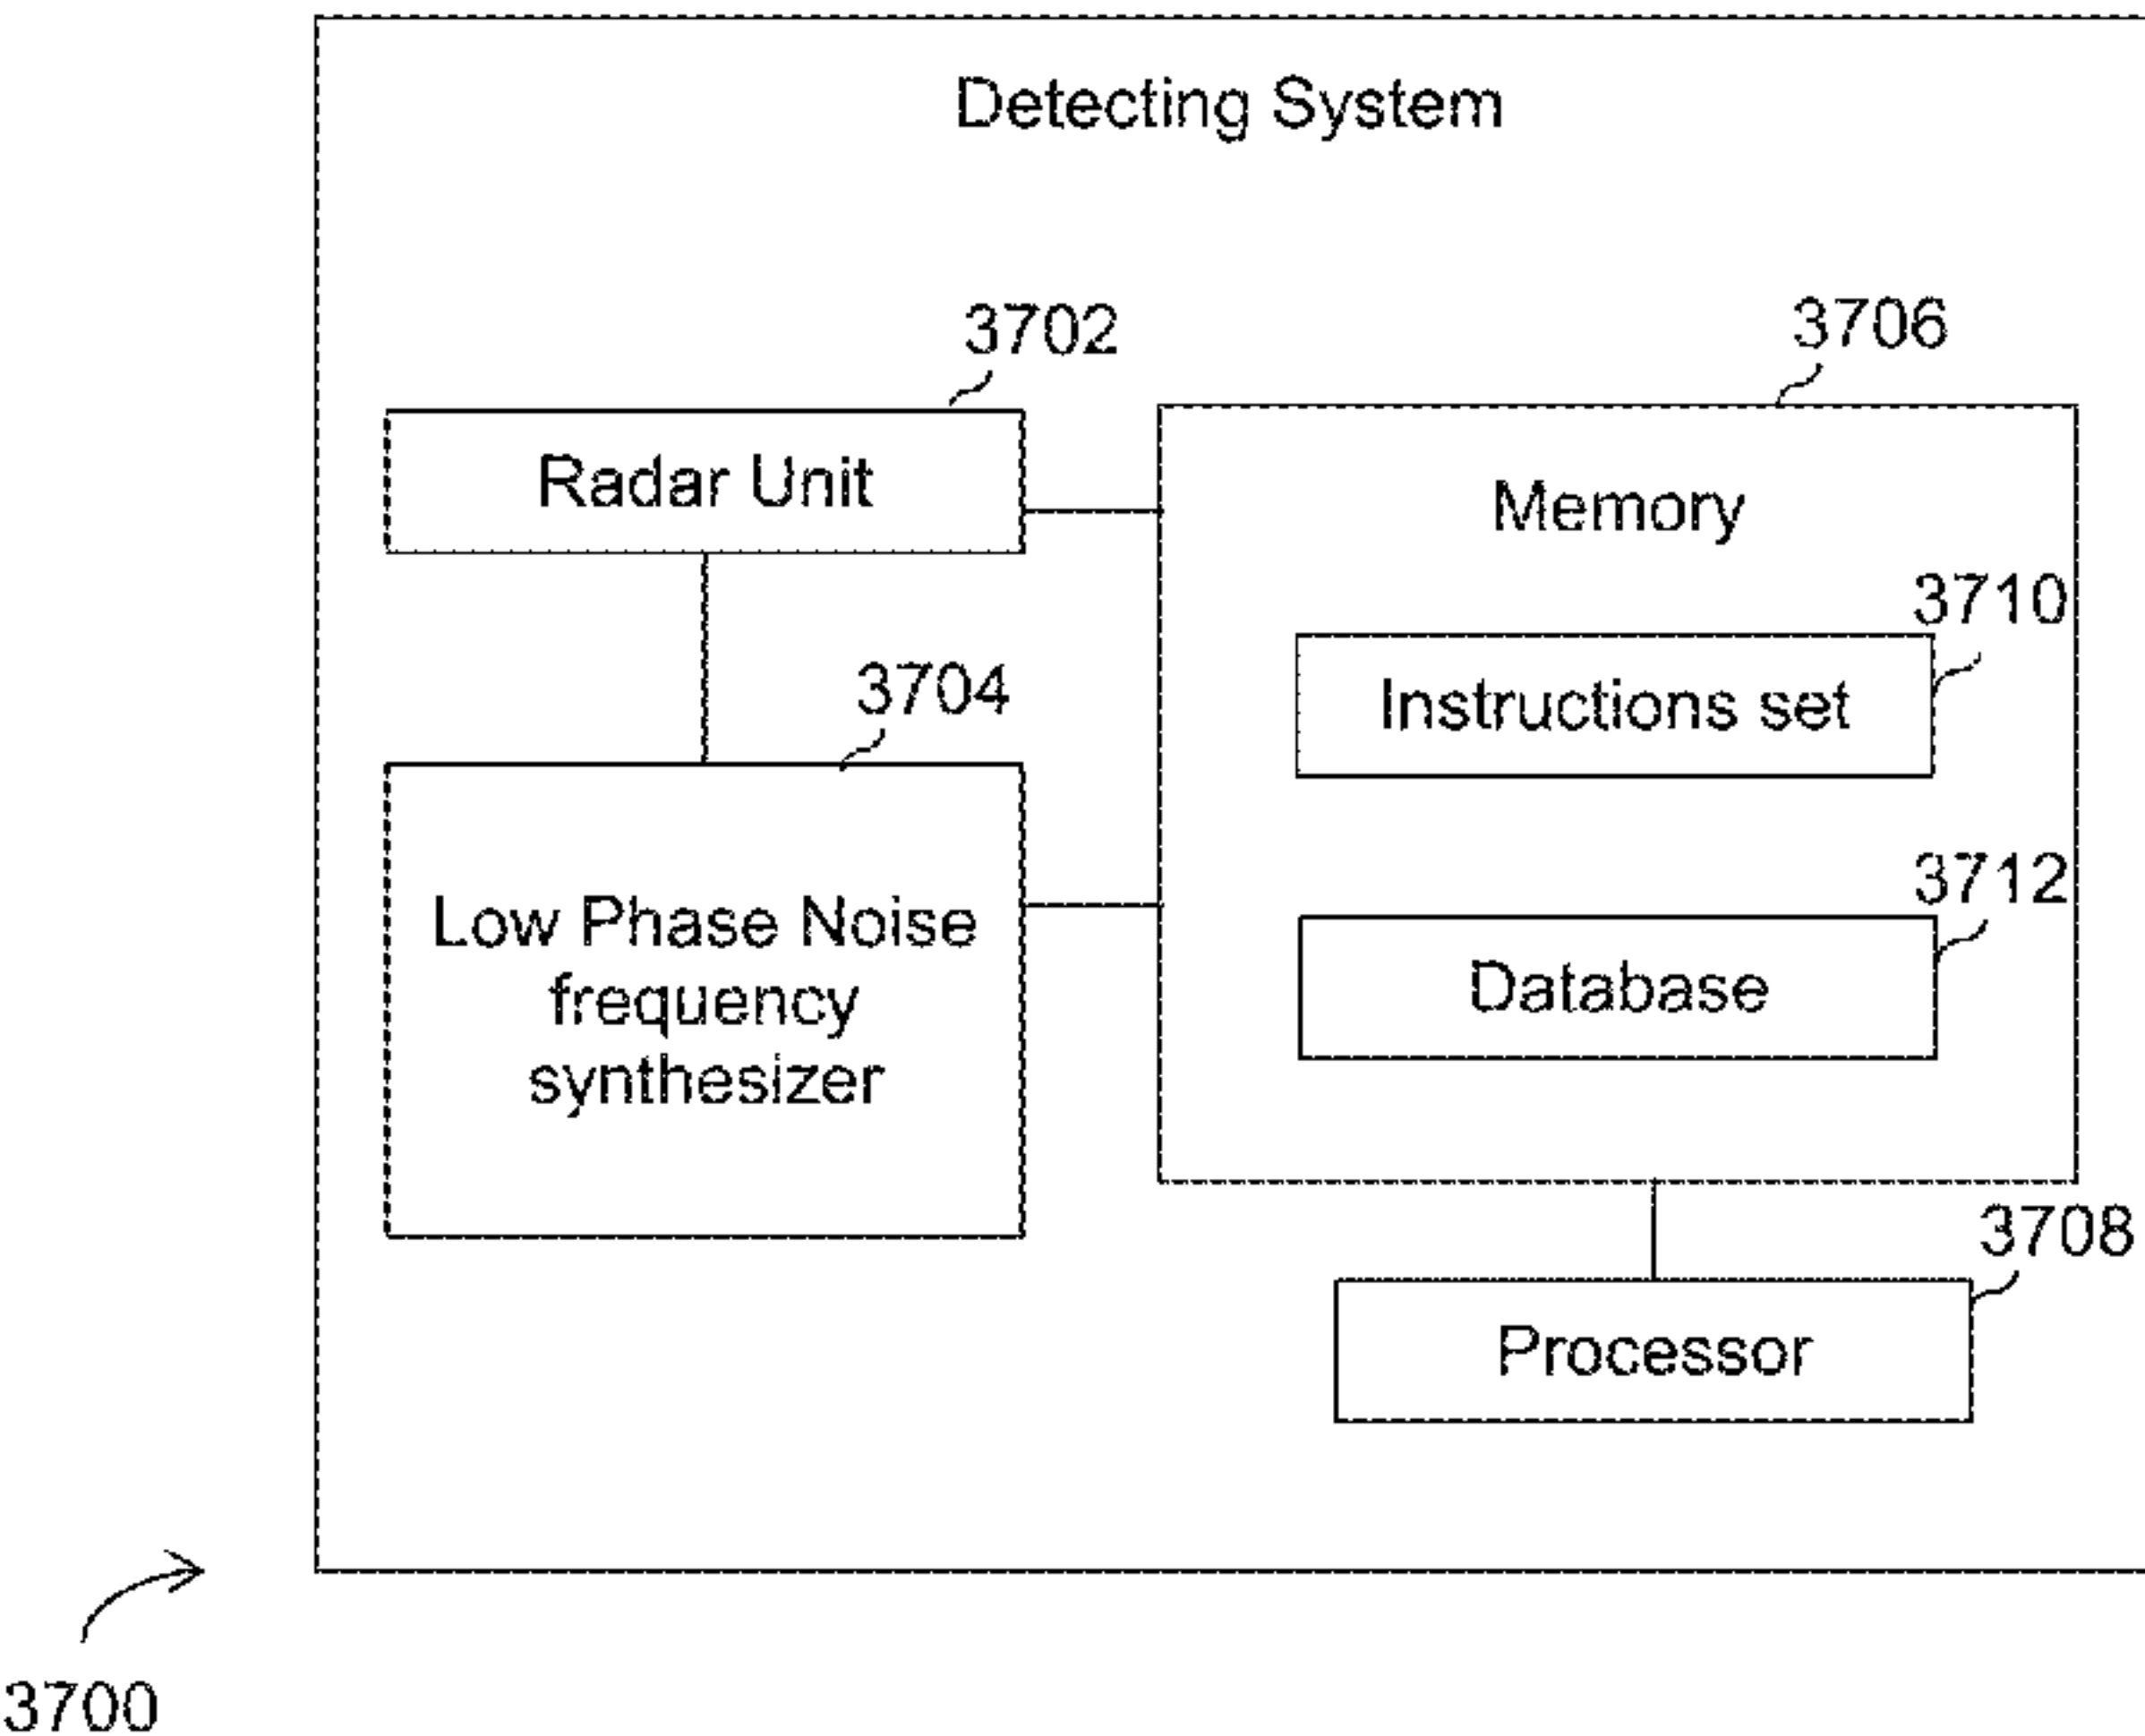 Detecting System
3702
3706
Radar Unit
Memory
3710
Instructions set
3704
Low Phase Noise
frequency
synthesizer
3712
Database
3708
Processor
3700